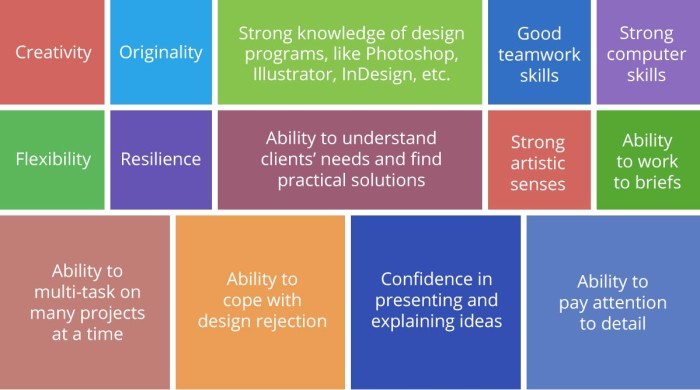 Creativity
Originality
Strong knowledge of design
programs, like Photoshop,
Illustrator, InDesign, etc.
Good
teamwork
skills
Strong
computer
skills
Flexibility
Resilience
Ability to understand
clients’ needs and find
practical solutions
Strong
artistic
senses
Ability
to work
to briefs
Ability to
multi-task on
many projects
at a time
Ability to
cope with
design rejection
Confidence in
presenting and
explaining ideas
Ability to
pay attention
to detail